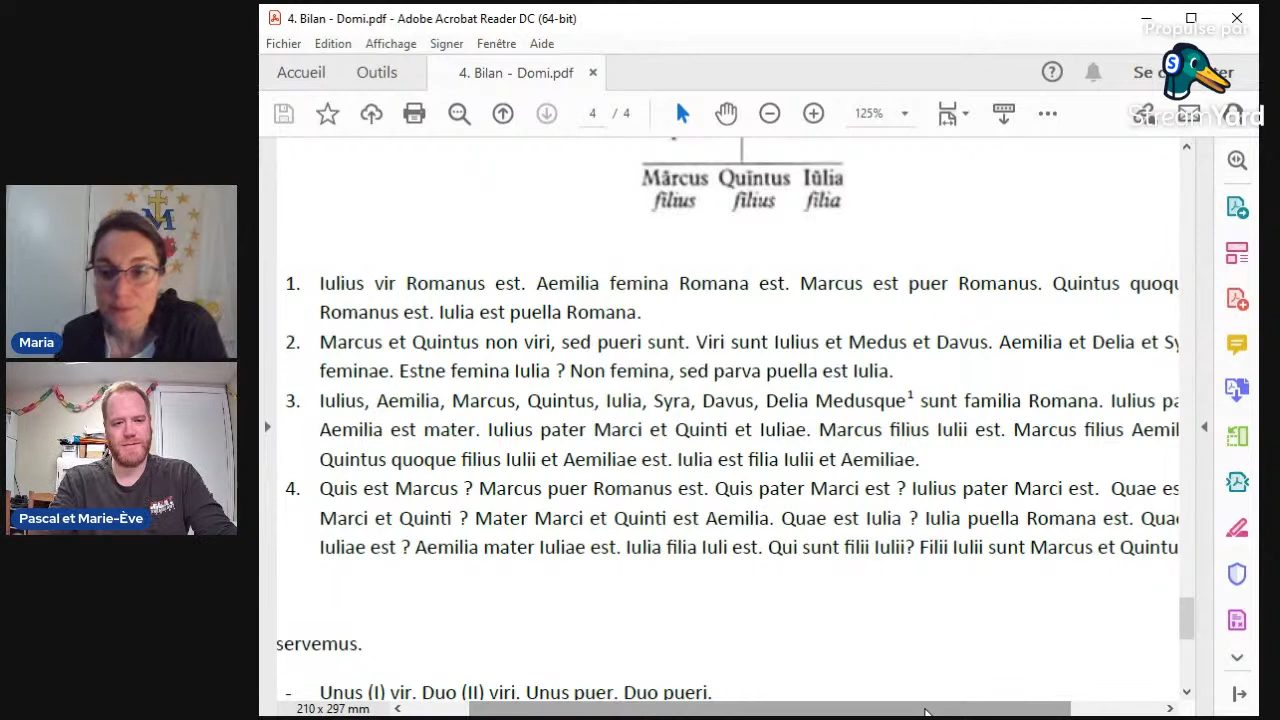 4. Bilan - Domi.pdf - Adobe Acrobat Reader DC (64-bit)
Propulsé par
Fichier Edition Affichage Signer Fenêtre Aide
Accueil Outils 4. Bilan - Domi.pdf × Se
StreamYard
4 / 4 125%
Mārcus Quīntus Iūlia
filius filius filia
1. Iulius vir Romanus est. Aemilia femina Romana est. Marcus est puer Romanus. Quintus
Romanus est. Iulia est puella Romana.
2. Marcus et Quintus non viri, sed pueri sunt. Viri sunt Iulius et Medus et Davus. Aemilia et Delia et
feminae. Estne femina Iulia ? Non femina, sed parva puella est Iulia.
3. Iulius, Aemilia, Marcus, Quintus, Iulia, Syra, Davus, Delia Medusque¹ sunt familia Romana. Iulius
Aemilia est mater. Iulius pater Marci et Quinti et Iuliae. Marcus filius Iulii est. Marcus filius
Quintus quoque filius Iulii et Aemiliae est. Iulia est filia Iulii et Aemiliae.
4. Quis est Marcus ? Marcus puer Romanus est. Quis pater Marci est ? Iulius pater Marci est. Quae
Marci et Quinti ? Mater Marci et Quinti est Aemilia. Quae est Iulia ? Iulia puella Romana est.
Iuliae est ? Aemilia mater Iuliae est. Iulia filia Iuli est. Qui sunt filii Iulii? Filii Iulii sunt Marcus et
servemus.
- Unus (I) vir. Duo (II) viri. Unus puer. Duo pueri.
210 x 297 mm
Maria
Pascal et Marie-Ève